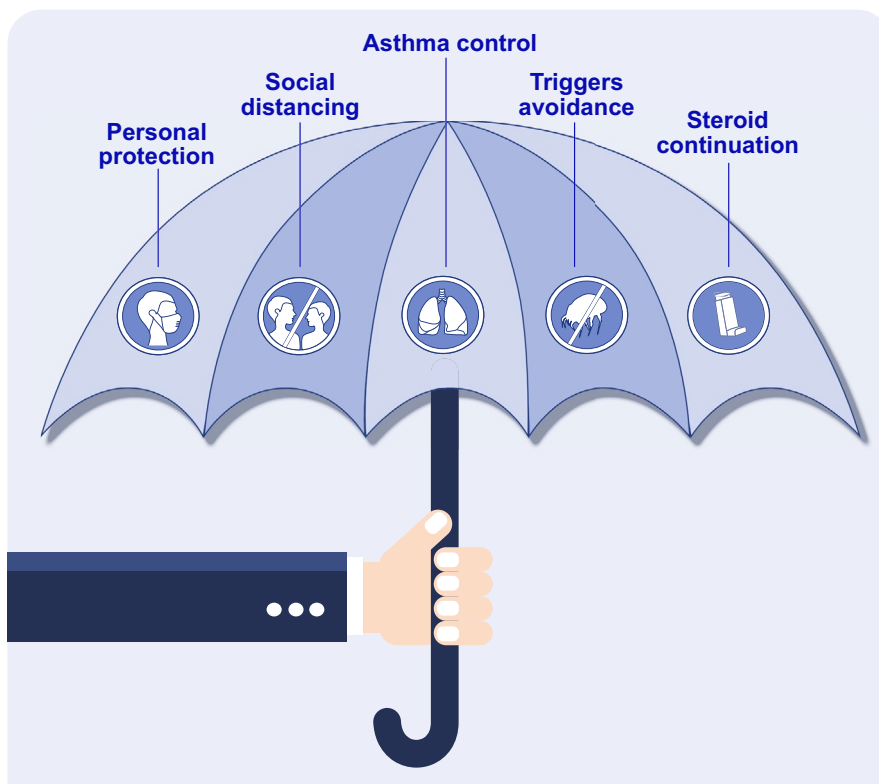 Asthma control
Social
distancing
Triggers
avoidance
Personal
protection
Steroid
continuation